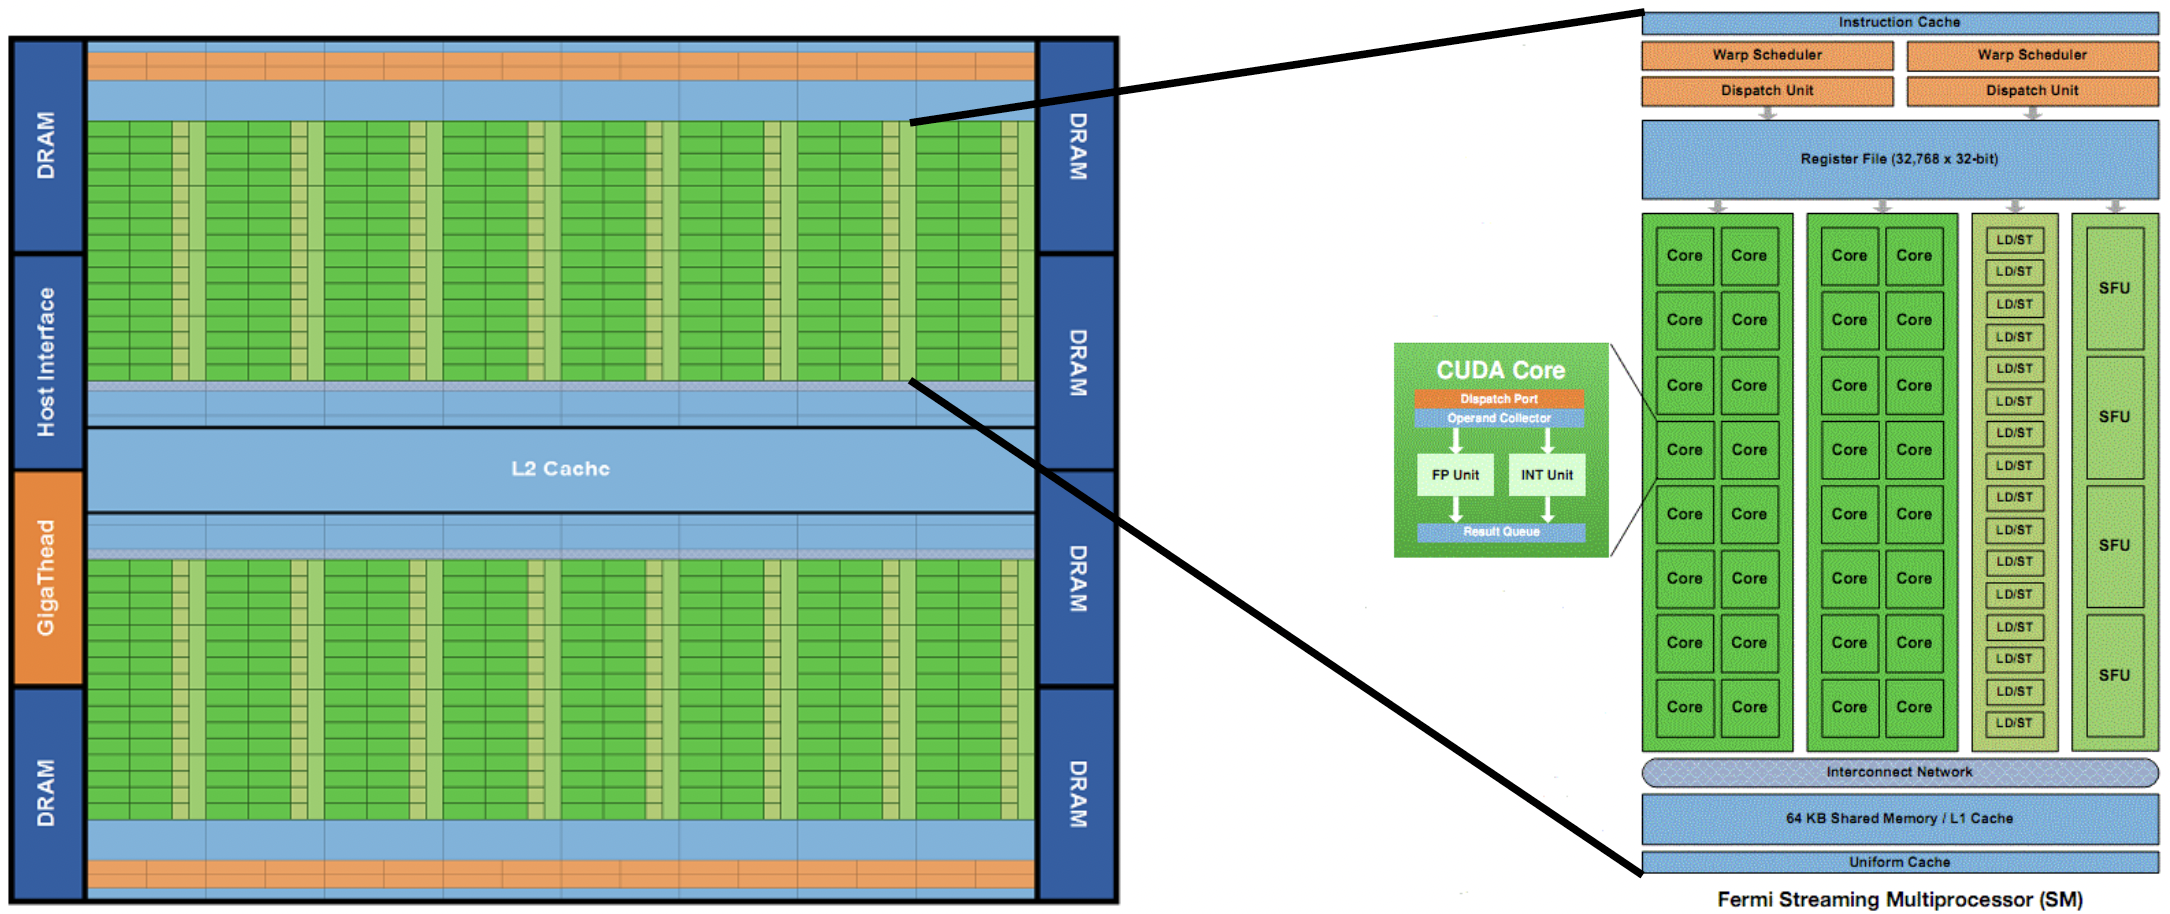 DRAM
Host Interface
GigaThead
DRAM
L2 Cache
DRAM
DRAM
DRAM
DRAM
Instruction Cache
Warp Scheduler
Warp Scheduler
Dispatch Unit
Dispatch Unit
Register File (32,768 x 32-bit)
Core Core Core Core LD/ST
LD/ST
SFU
Core Core Core Core LD/ST
LD/ST
Core Core Core Core LD/ST
LD/ST
SFU
Core Core Core Core LD/ST
LD/ST
Core Core Core Core LD/ST
LD/ST
SFU
Core Core Core Core LD/ST
LD/ST
Core Core Core Core LD/ST
LD/ST
SFU
Core Core Core Core LD/ST
LD/ST
CUDA Core
Dispatch Port
Operand Collector
FP Unit
INT Unit
Result Queue
Interconnect Network
64 KB Shared Memory / L1 Cache
Uniform Cache
Fermi Streaming Multiprocessor (SM)